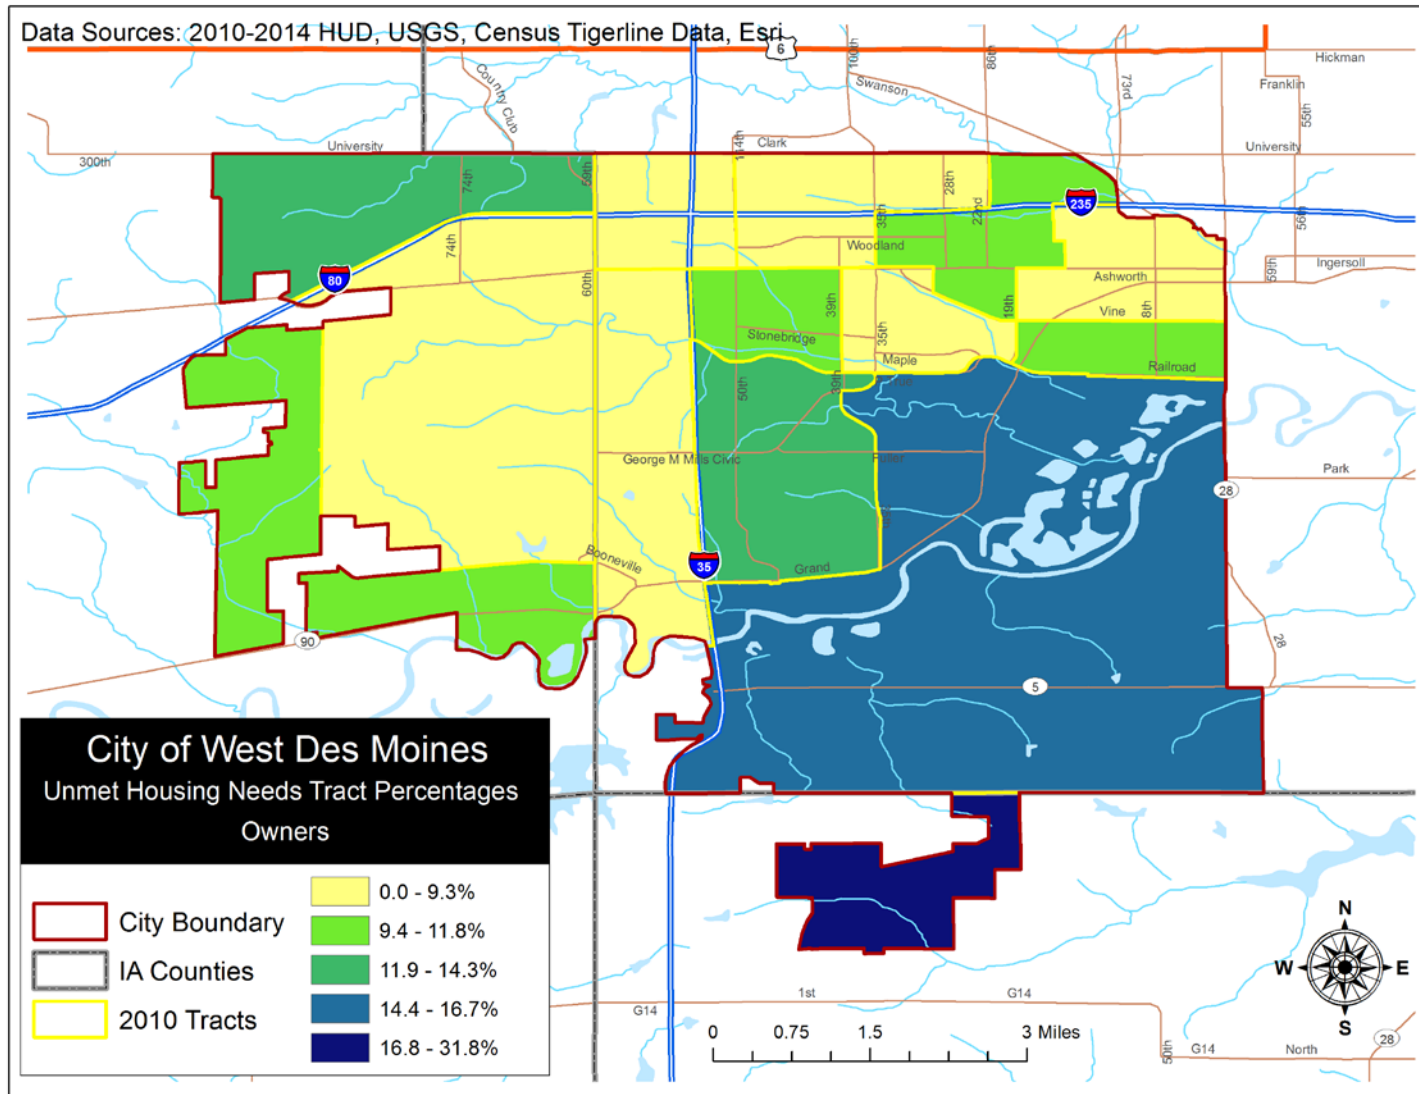 Data Sources: 2010-2014 HUD, USGS, Census Tigerline Data, Esri
6
Hickman
Country Club
100th
86th
73rd
Swanson
Franklin
55th
114th
Clark
University
University
300th
59th
74th
28th
22nd
235
35th
56th
74th
Woodland
Ingersoll
59th
80
60th
Ashworth
39th
19th
Vine
8th
Stonebridge
35th
Maple
Railroad
50th
39th
George M Mills Civic
Fuller
Park
28
Booneville
35
Grand
90
28
5
City of West Des Moines
Unmet Housing Needs Tract Percentages
Owners
City Boundary
IA Counties
2010 Tracts
0.0 - 9.3%
9.4 - 11.8%
11.9 - 14.3%
14.4 - 16.7%
16.8 - 31.8%
N
W
E
S
1st
G14
G14
0 0.75 1.5 3 Miles
50th
28
G14
North